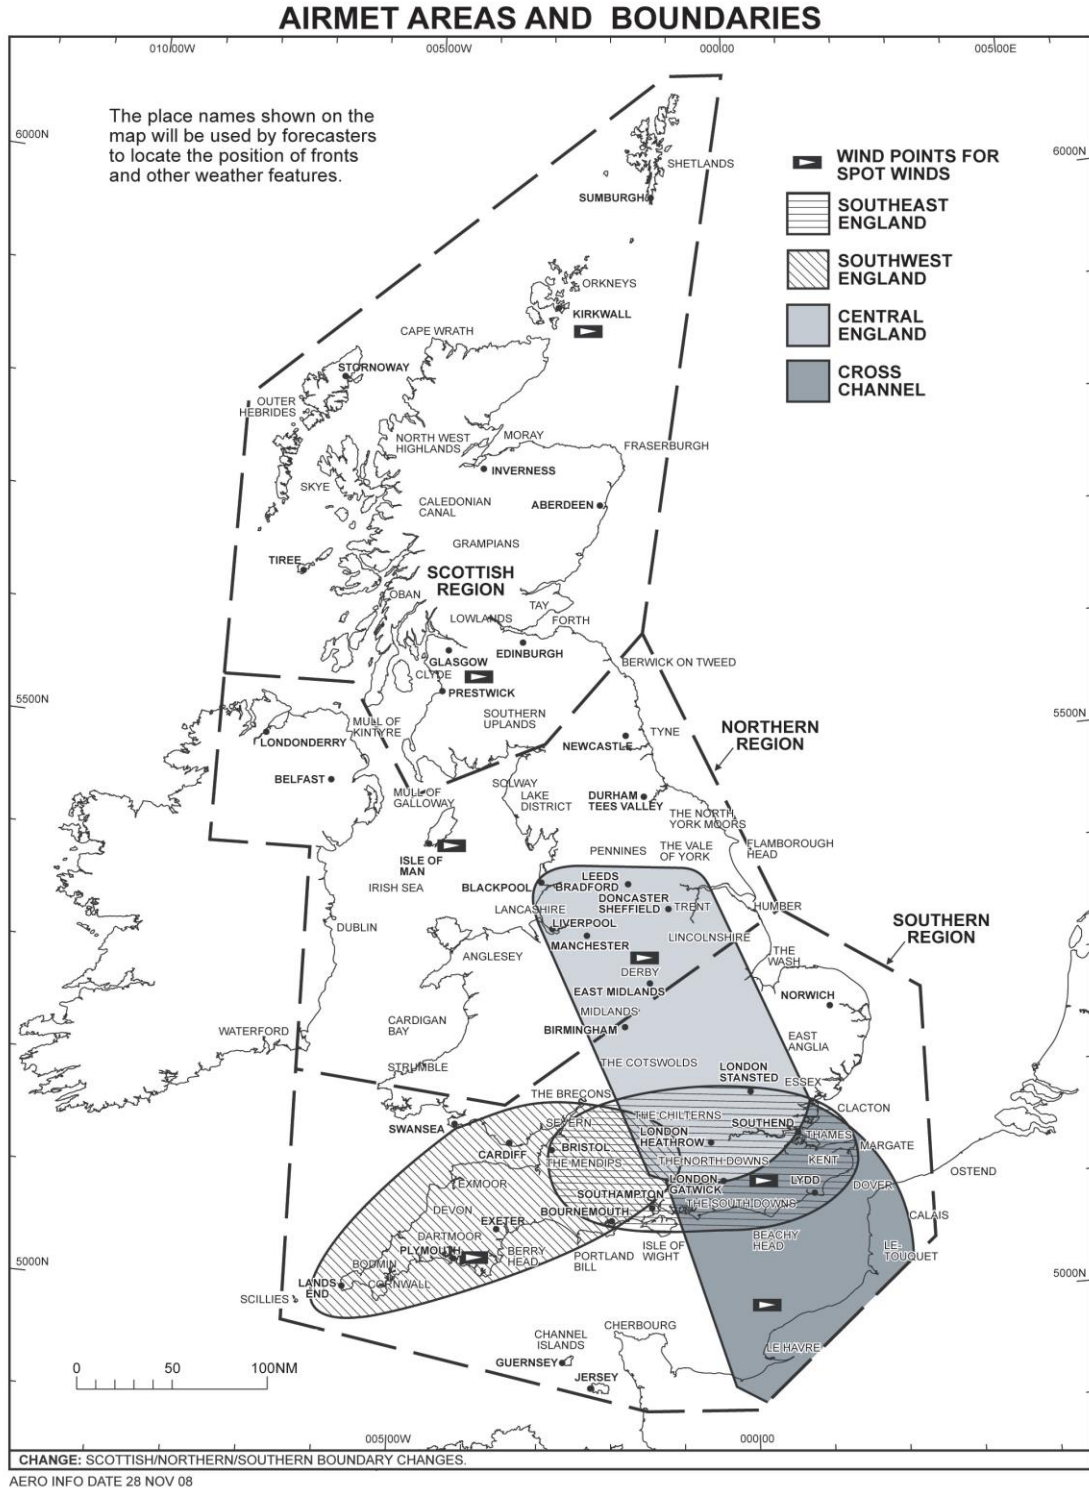 AIRMET AREAS AND BOUNDARIES
010 00W
005 00W
000 00
005 00E
The place names shown on the
map will be used by forecasters
to locate the position of fronts
and other weather features.
6000N
6000N
WIND POINTS FOR
SPOT WINDS
SOUTHEAST
ENGLAND
SOUTHWEST
ENGLAND
CENTRAL
ENGLAND
CROSS
CHANNEL
SHETLANDS
SUMBURGH
ORKNEYS
KIRKWALL
CAPE WRATH
STORNOWAY
OUTER
HEBRIDES
NORTH WEST
HIGHLANDS
MORAY
FRASERBURGH
INVERNESS
SKYE
CALEDONIAN
CANAL
ABERDEEN
GRAMPIANS
TIREE
SCOTTISH
REGION
OBAN
TAY
LOWLANDS
FORTH
EDINBURGH
GLASGOW
CLYDE
BERWICK ON TWEED
PRESTWICK
5500N
5500N
MULL OF
KINTYRE
SOUTHERN
UPLANDS
LONDONDERRY
NEWCASTLE
TYNE
NORTHERN
REGION
BELFAST
MULL OF
GALLOWAY
SOLWAY
LAKE
DISTRICT
DURHAM
TEES VALLEY
THE NORTH
YORK MOORS
ISLE OF
MAN
PENNINES
THE VALE
OF YORK
FLAMBOROUGH
HEAD
IRISH SEA
BLACKPOOL
LEEDS
BRADFORD
DONCASTER
SHEFFIELD
TRENT
HUMBER
LANCASHIRE
LIVERPOOL
MANCHESTER
LINCOLNSHIRE
SOUTHERN
REGION
DUBLIN
ANGLESEY
THE
WASH
DERBY
EAST MIDLANDS
NORWICH
CARDIGAN
BAY
MIDLANDS
BIRMINGHAM
WATERFORD
EAST
ANGLIA
STRUMBLE
THE COTSWOLDS
LONDON
STANSTED
ESSEX
THE BRECONS
CLACTON
SWANSEA
SEVERN
THE CHILTERNS
SOUTHEND
LONDON
HEATHROW
THAMES
MARGATE
CARDIFF
BRISTOL
THE MENDIPS
THE NORTH DOWNS
KENT
OSTEND
EXMOOR
LONDON
GATWICK
LYDD
DOVER
SOUTHAMPTON
THE SOUTH DOWNS
DEVON
BOURNEMOUTH
CALAIS
EXETER
DARTMOOR
PLYMOUTH
BERRY
HEAD
PORTLAND
BILL
ISLE OF
WIGHT
BEACHY
HEAD
LE-
TOUQUET
BODMIN
CORNWALL
5000N
5000N
LANDS
END
SCILLIES
CHERBOURG
CHANNEL
ISLANDS
GUERNSEY
LE HAVRE
JERSEY
0 50 100NM
005 00W
000 00
CHANGE: SCOTTISH/NORTHERN/SOUTHERN BOUNDARY CHANGES.
AERO INFO DATE 28 NOV 08